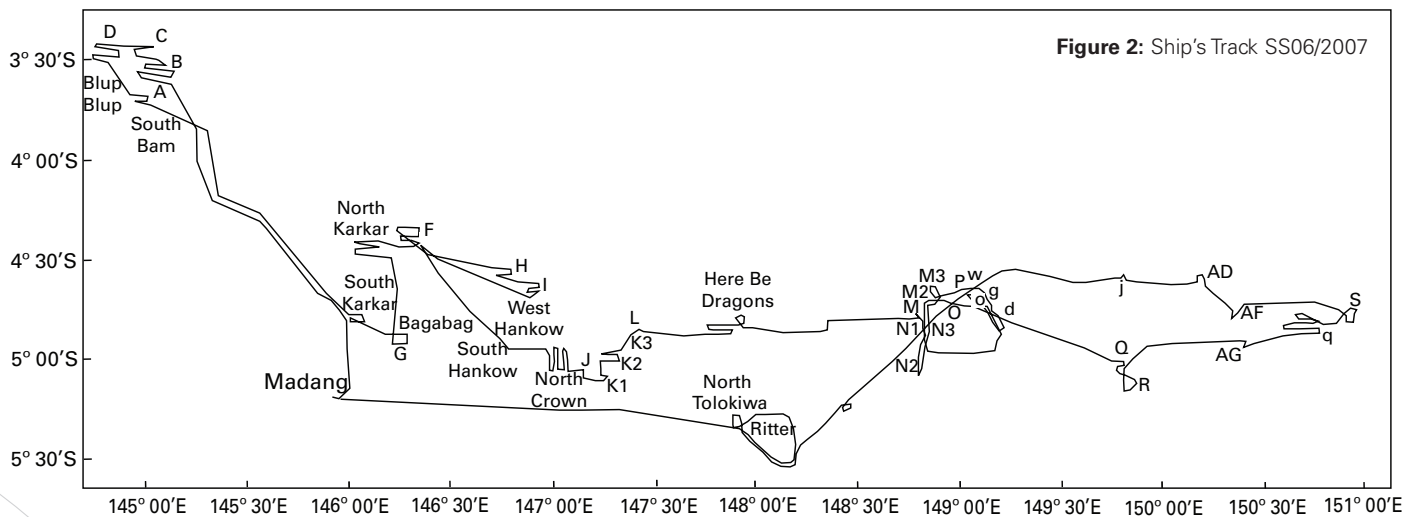 Figure 2: Ship's Track SS06/2007
3° 30'S
4° 00'S
4° 30'S
5° 00'S
5° 30'S
D
C
B
A
Blup
Blup
South
Bam
North
Karkar
F
H
I
South
Karkar
West
Hankow
Bagabag
G
South
Hankow
Madang
North
Crown
J
K1
K2
K3
L
Here Be
Dragons
North
Tolokiwa
Ritter
M3
M2
M
N1
N3
N2
P
w
g
o
O
d
j
Q
R
AD
AF
AG
S
q
145° 00'E
145° 30'E
146° 00'E
146° 30'E
147° 00'E
147° 30'E
148° 00'E
148° 30'E
149° 00'E
149° 30'E
150° 00'E
150° 30'E
151° 00'E